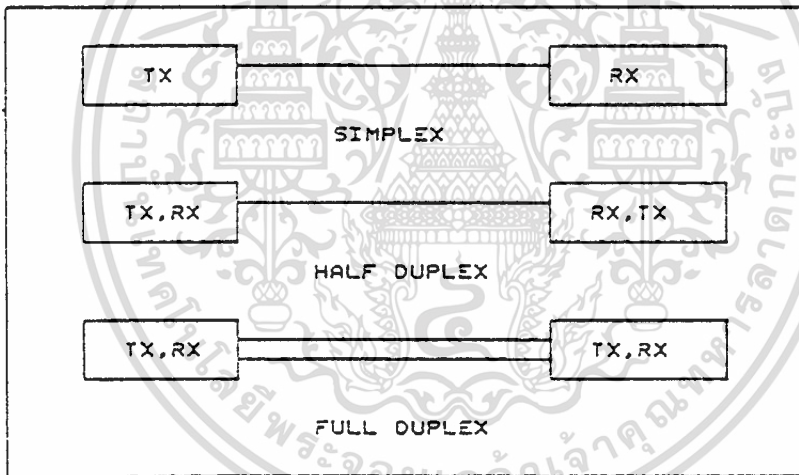 TX RX
SIMPLEX
TX,RX RX,TX
HALF DUPLEX
TX,RX TX,RX
FULL DUPLEX